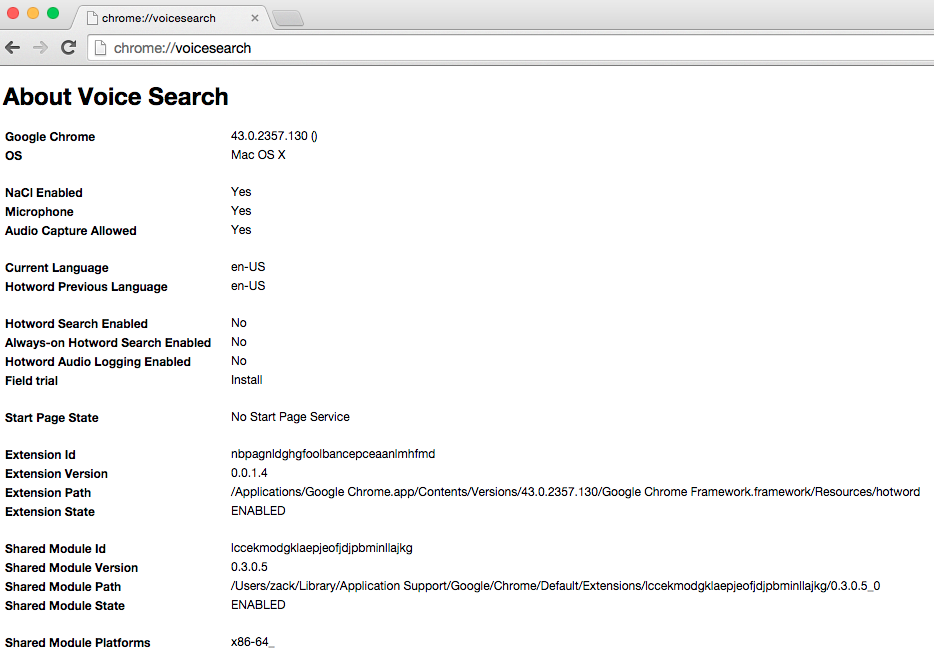 chrome://voicesearch
chrome://voicesearch
About Voice Search
Google Chrome 43.0.2357.130 ()
OS Mac OS X
NaCl Enabled Yes
Microphone Yes
Audio Capture Allowed Yes
Current Language en-US
Hotword Previous Language en-US
Hotword Search Enabled No
Always-on Hotword Search Enabled No
Hotword Audio Logging Enabled No
Field trial Install
Start Page State No Start Page Service
Extension Id nbpagnldghgfoolbancepceaanlmhfmd
Extension Version 0.0.1.4
Extension Path /Applications/Google Chrome.app/Contents/Versions/43.0.2357.130/Google Chrome Framework.framework/Resources/hotword
Extension State ENABLED
Shared Module Id lccekmodgklaepjeofjdjpbminllajkg
Shared Module Version 0.3.0.5
Shared Module Path /Users/zack/Library/Application Support/Google/Chrome/Default/Extensions/lccekmodgklaepjeofjdjpbminllajkg/0.3.0.5_0
Shared Module State ENABLED
Shared Module Platforms x86-64_